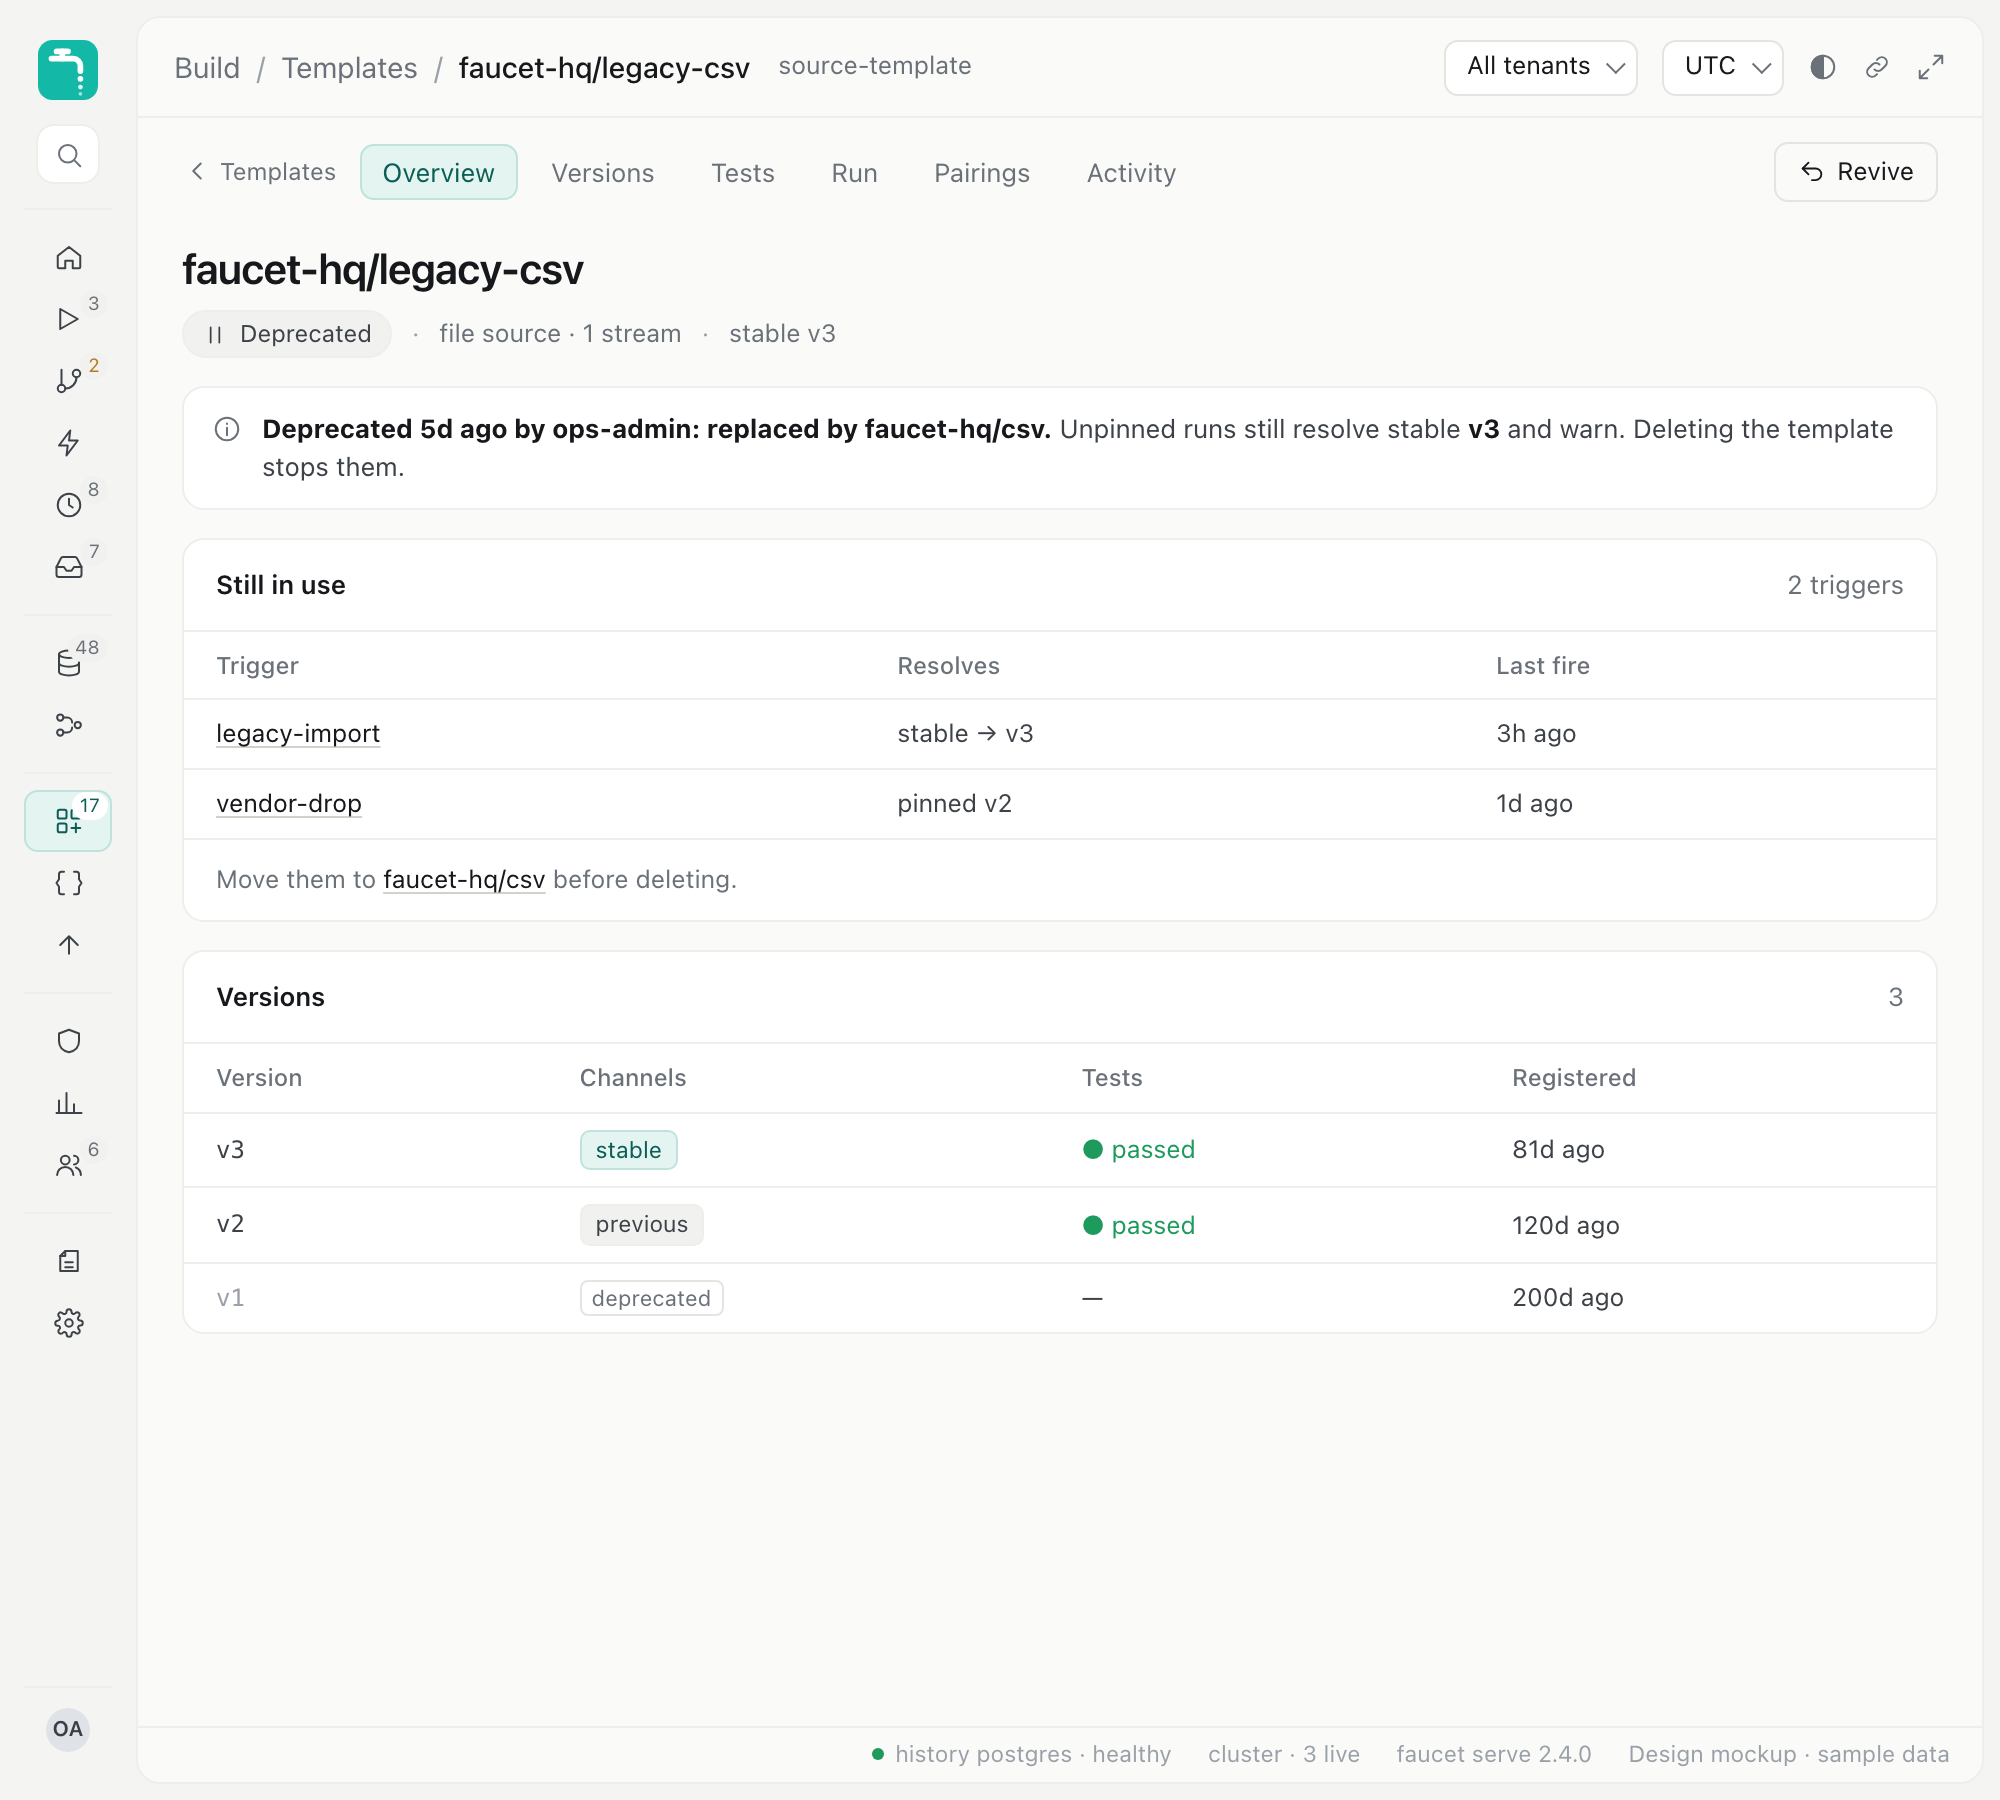 Build / Templates / faucet-hq/legacy-csv source-template
All tenants
UTC
Templates
Overview
Versions
Tests
Run
Pairings
Activity
Revive
faucet-hq/legacy-csv
Deprecated · file source · 1 stream · stable v3
Deprecated 5d ago by ops-admin: replaced by faucet-hq/csv. Unpinned runs still resolve stable v3 and warn. Deleting the template
stops them.
Still in use
2 triggers
Trigger Resolves Last fire
legacy-import stable → v3 3h ago
vendor-drop pinned v2 1d ago
Move them to faucet-hq/csv before deleting.
Versions
3
Version Channels Tests Registered
v3 stable passed 81d ago
v2 previous passed 120d ago
v1 deprecated — 200d ago
3
2
8
7
48
17
6
OA
history postgres · healthy
cluster · 3 live
faucet serve 2.4.0
Design mockup · sample data